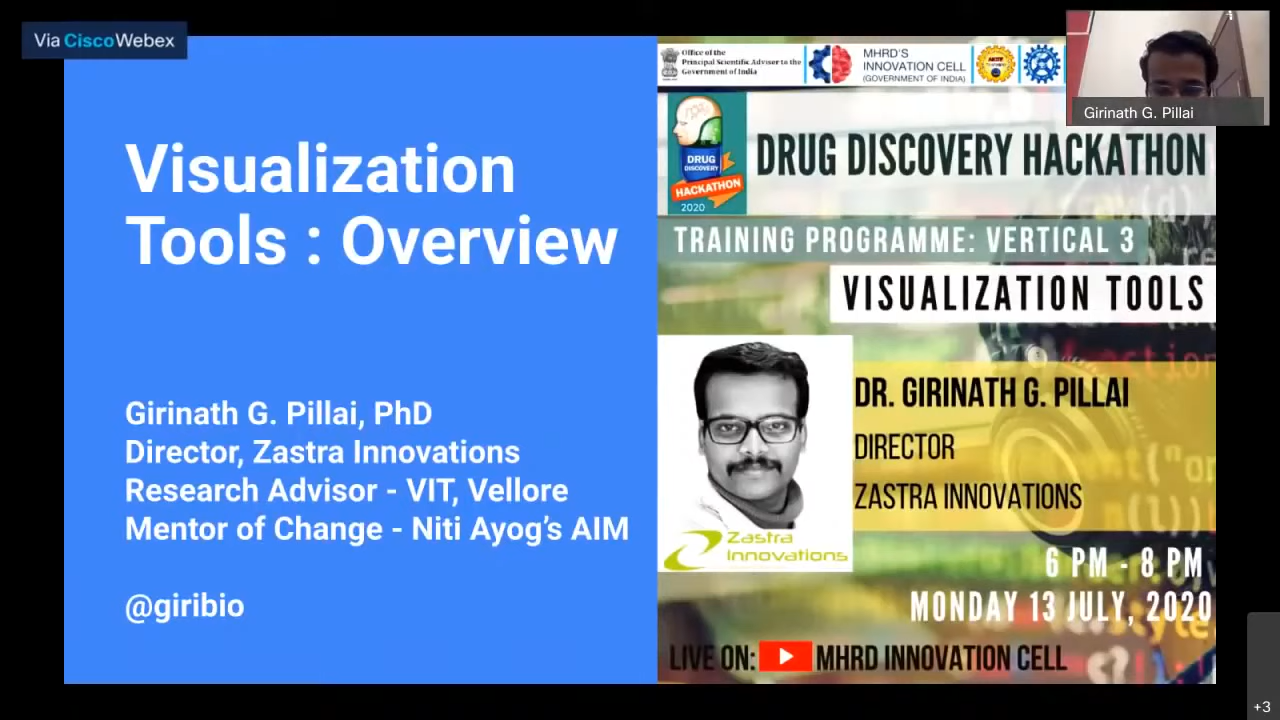 Via CiscoWebex
Visualization
Tools : Overview
Girinath G. Pillai, PhD
Director, Zastra Innovations
Research Advisor - VIT, Vellore
Mentor of Change - Niti Ayog's AIM
@giribio
Office of the
Principal Scientific Adviser to the
Government of India
MHRD'S
INNOVATION CELL
(GOVERNMENT OF INDIA)
Girinath G. Pillai
DRUG
DISCOVERY
HACKATHON
2020
DRUG DISCOVERY HACKATHON
TRAINING PROGRAMME: VERTICAL 3
VISUALIZATION TOOLS
DR. GIRINATH G. PILLAI
DIRECTOR
ZASTRA INNOVATIONS
Zastra
Innovations
6 PM - 8 PM
MONDAY 13 JULY, 2020
LIVE ON: MHRD INNOVATION CELL
+3